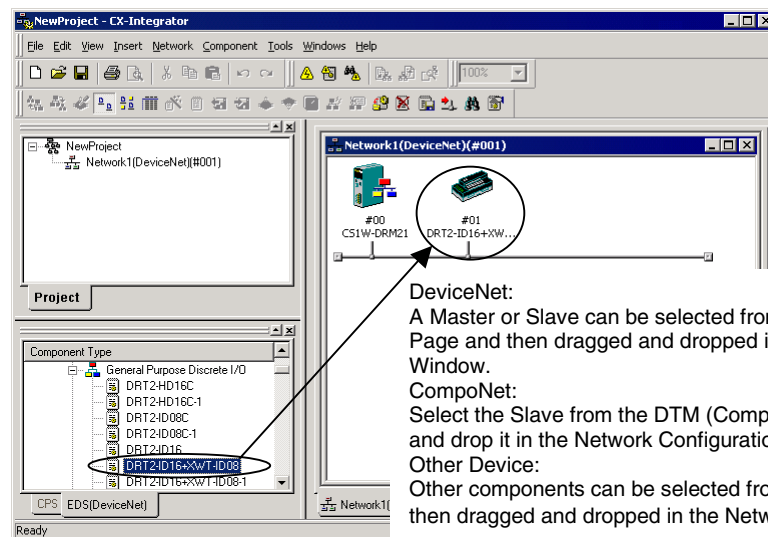 NewProject - CX-Integrator
File Edit View Insert Network Component Tools Windows Help
100%
NewProject
Network1(DeviceNet)(#001)
Project
Network1(DeviceNet)(#001)
#00
CS1W-DRM21
#01
DRT2-ID16+XW...
Component Type
General Purpose Discrete I/O
DRT2-HD16C
DRT2-HD16C-1
DRT2-ID08C
DRT2-ID08C-1
DRT2-ID16
DRT2-ID16+XWT-ID08
DRT2-ID16+XWT-ID08-1
CPS EDS(DeviceNet)
Network1(
Ready
DeviceNet:
A Master or Slave can be selected from
Page and then dragged and dropped i
Window.
CompoNet:
Select the Slave from the DTM (Comp
and drop it in the Network Configuratio
Other Device:
Other components can be selected fro
then dragged and dropped in the Netw